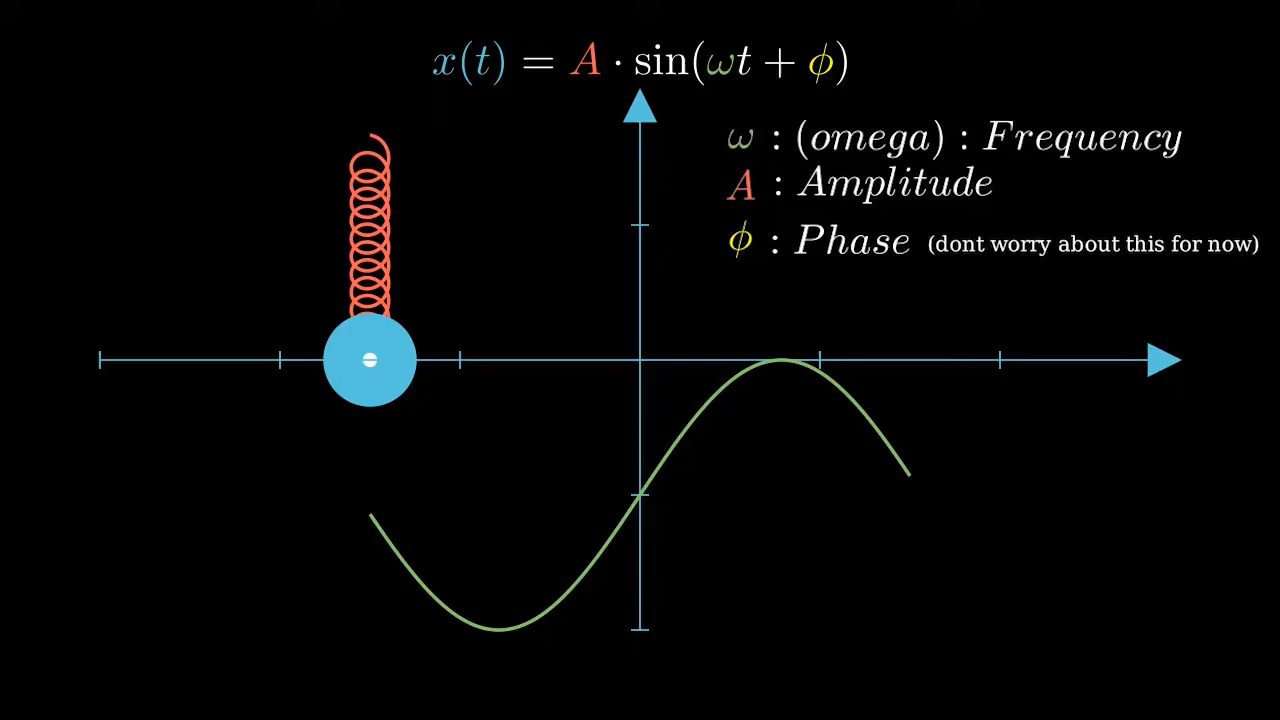 x(t) = A · sin(ωt + ϕ)
ω : (omega) : Frequency
A : Amplitude
ϕ : Phase (dont worry about this for now)